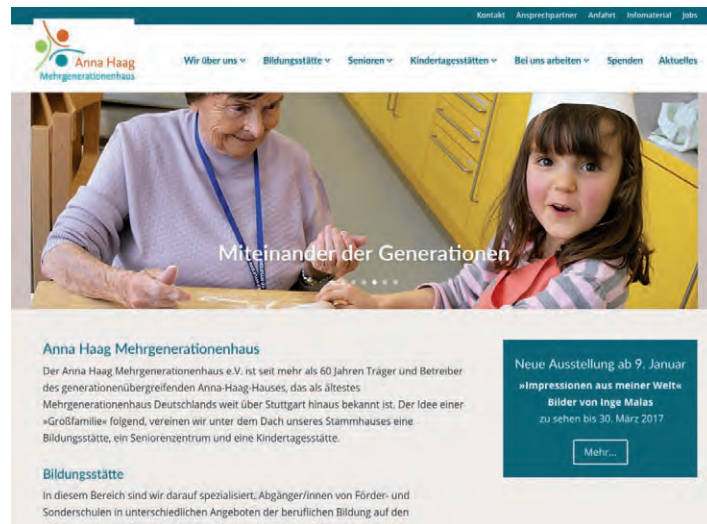 Kontakt Ansprechpartner Anfahrt Infomaterial Jobs
Anna Haag
Mehrgenerationenhaus
Wir über uns Bildungsstätte Senioren Kindertagesstätten Bei uns arbeiten Spenden Aktuelles
Miteinander der Generationen
Anna Haag Mehrgenerationenhaus
Der Anna Haag Mehrgenerationenhaus e.V. ist seit mehr als 60 Jahren Träger und Betreiber
des generationenübergreifenden Anna-Haag-Hauses, das als ältestes
Mehrgenerationenhaus Deutschlands weit über Stuttgart hinaus bekannt ist. Der Idee einer
»Großfamilie« folgend, vereinen wir unter dem Dach unseres Stammhauses eine
Bildungsstätte, ein Seniorenzentrum und eine Kindertagesstätte.
Bildungsstätte
In diesem Bereich sind wir darauf spezialisiert, Abgänger/innen von Förder- und
Sonderschulen in unterschiedlichen Angeboten der beruflichen Bildung auf den
Neue Ausstellung ab 9. Januar
»Impressionen aus meiner Welt«
Bilder von Inge Malas
zu sehen bis 30. März 2017
Mehr...